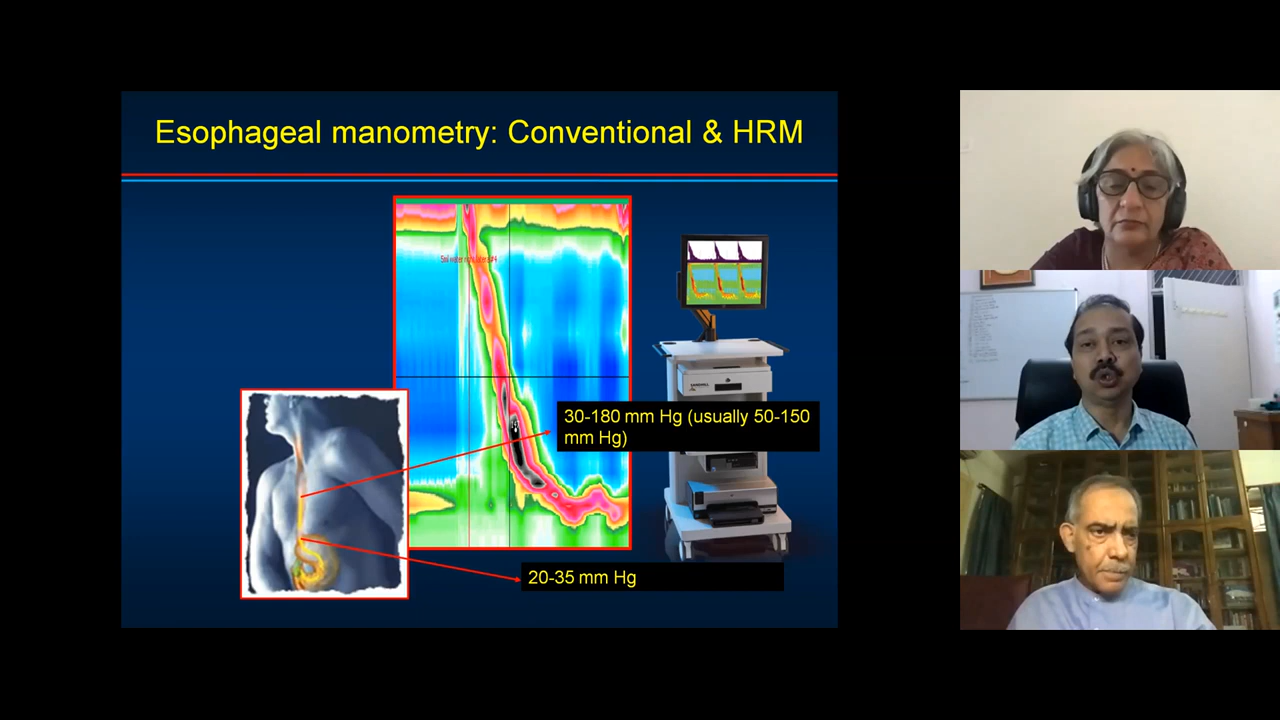 Esophageal manometry: Conventional & HRM
30-180 mm Hg (usually 50-150
mm Hg)
20-35 mm Hg